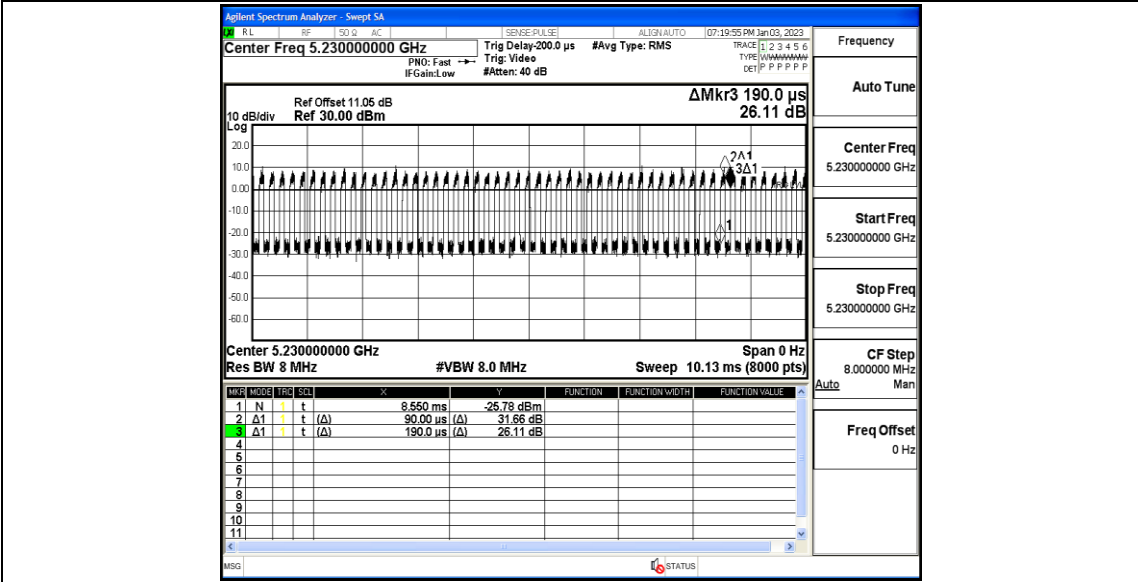 Agilent Spectrum Analyzer - Swept SA
RL RF 50 Ω AC SENSE:PULSE ALIGN AUTO 07:19:55 PM Jan 03, 2023
Center Freq 5.230000000 GHz
PNO: Fast
IFGain:Low
Trig Delay-200.0 µs
Trig: Video
#Atten: 40 dB
#Avg Type: RMS
TRACE 1 2 3 4 5 6
TYPE
DET P P P P P P
Frequency
Auto Tune
Center Freq
5.230000000 GHz
Start Freq
5.230000000 GHz
Stop Freq
5.230000000 GHz
CF Step
8.000000 MHz
Auto Man
Freq Offset
0 Hz
ΔMkr3 190.0 µs
26.11 dB
Ref Offset 11.05 dB
10 dB/div Ref 30.00 dBm
Log
20.0
10.0
0.00
-10.0
-20.0
-30.0
-40.0
-50.0
-60.0
2Δ1
3Δ1
1
Center 5.230000000 GHz Span 0 Hz
Res BW 8 MHz #VBW 8.0 MHz Sweep 10.13 ms (8000 pts)
MKR MODE TRC SCL X Y FUNCTION FUNCTION WIDTH FUNCTION VALUE
1 N 1 t 8.550 ms -25.78 dBm
2 Δ1 1 t (Δ) 90.00 µs (Δ) 31.66 dB
3 Δ1 1 t (Δ) 190.0 µs (Δ) 26.11 dB
4
5
6
7
8
9
10
11
MSG STATUS